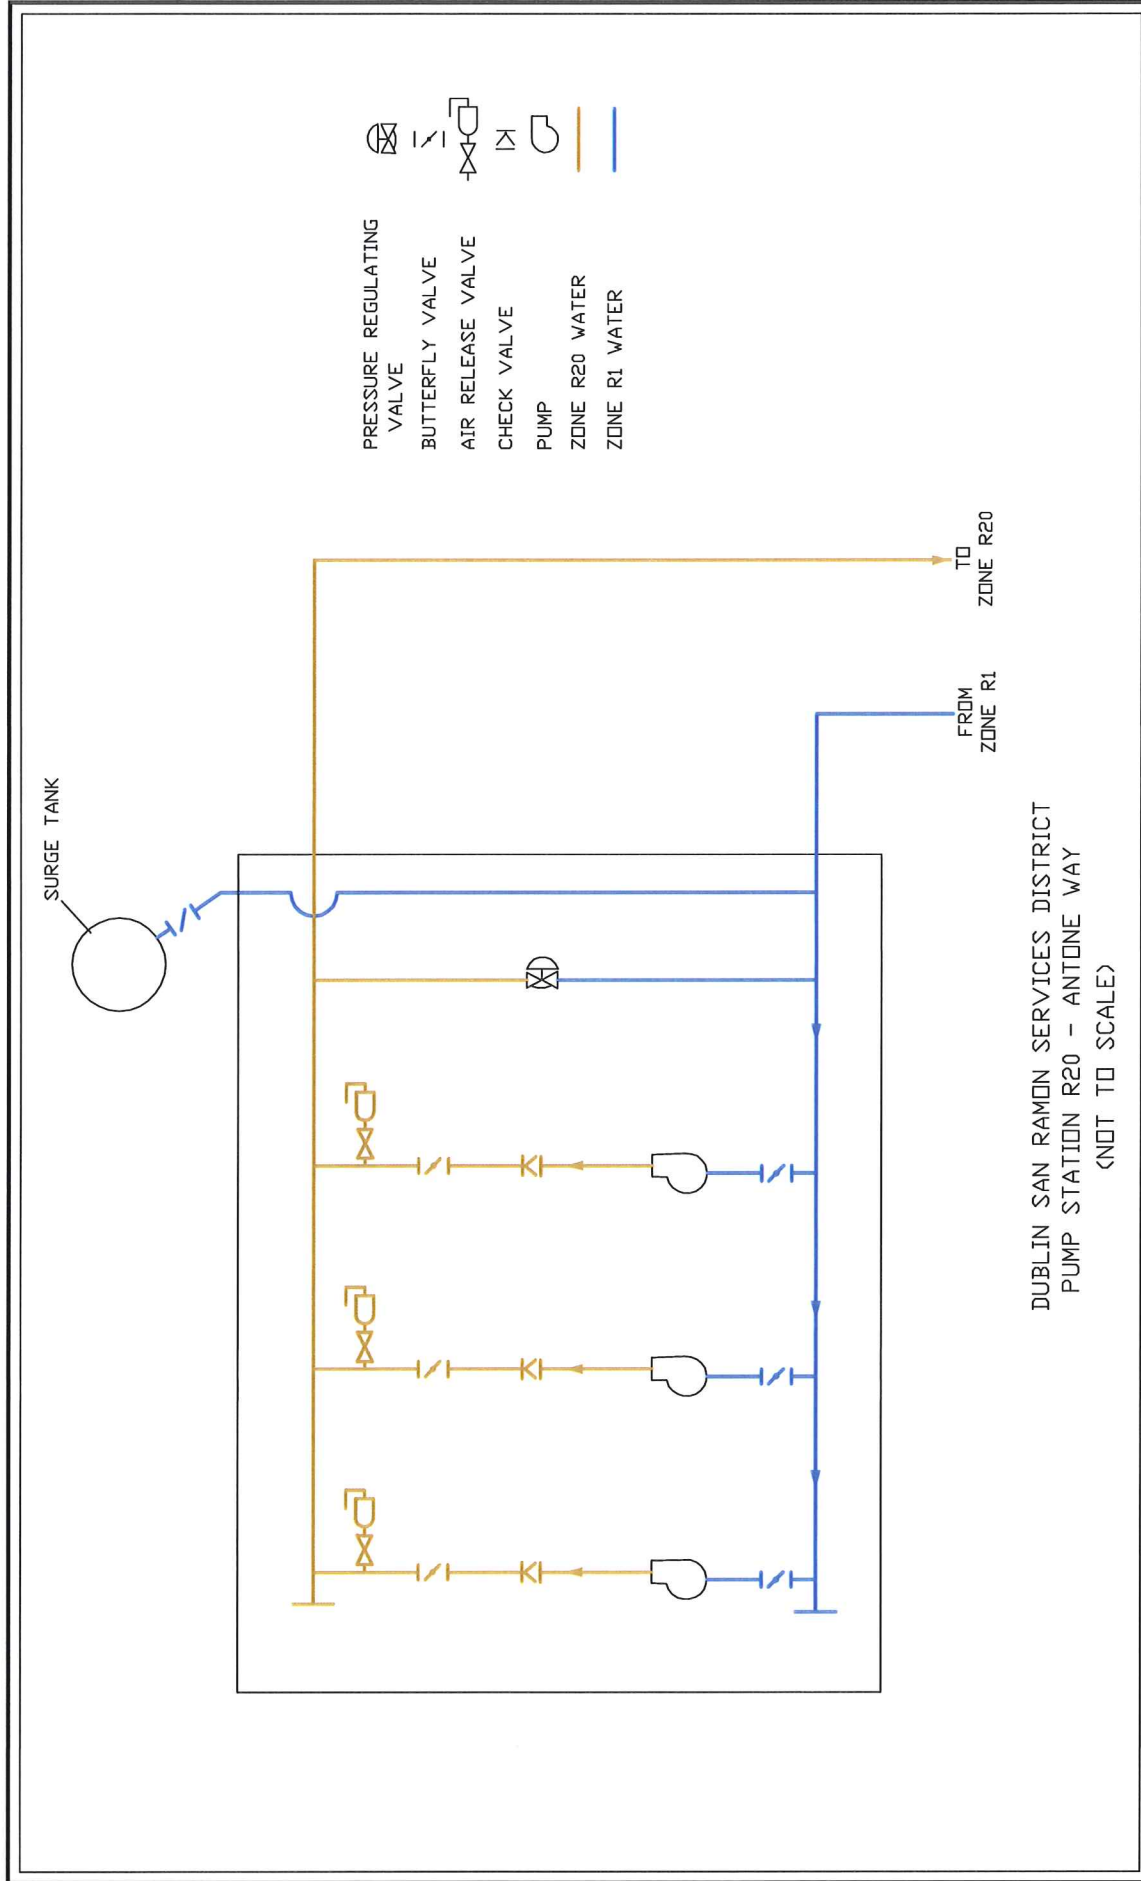 SURGE TANK
PRESSURE REGULATING
VALVE
BUTTERFLY VALVE
AIR RELEASE VALVE
CHECK VALVE
PUMP
ZONE R20 WATER
ZONE R1 WATER
FROM
ZONE R1
TO
ZONE R20
DUBLIN SAN RAMON SERVICES DISTRICT
PUMP STATION R20 - ANTONE WAY
(NOT TO SCALE)